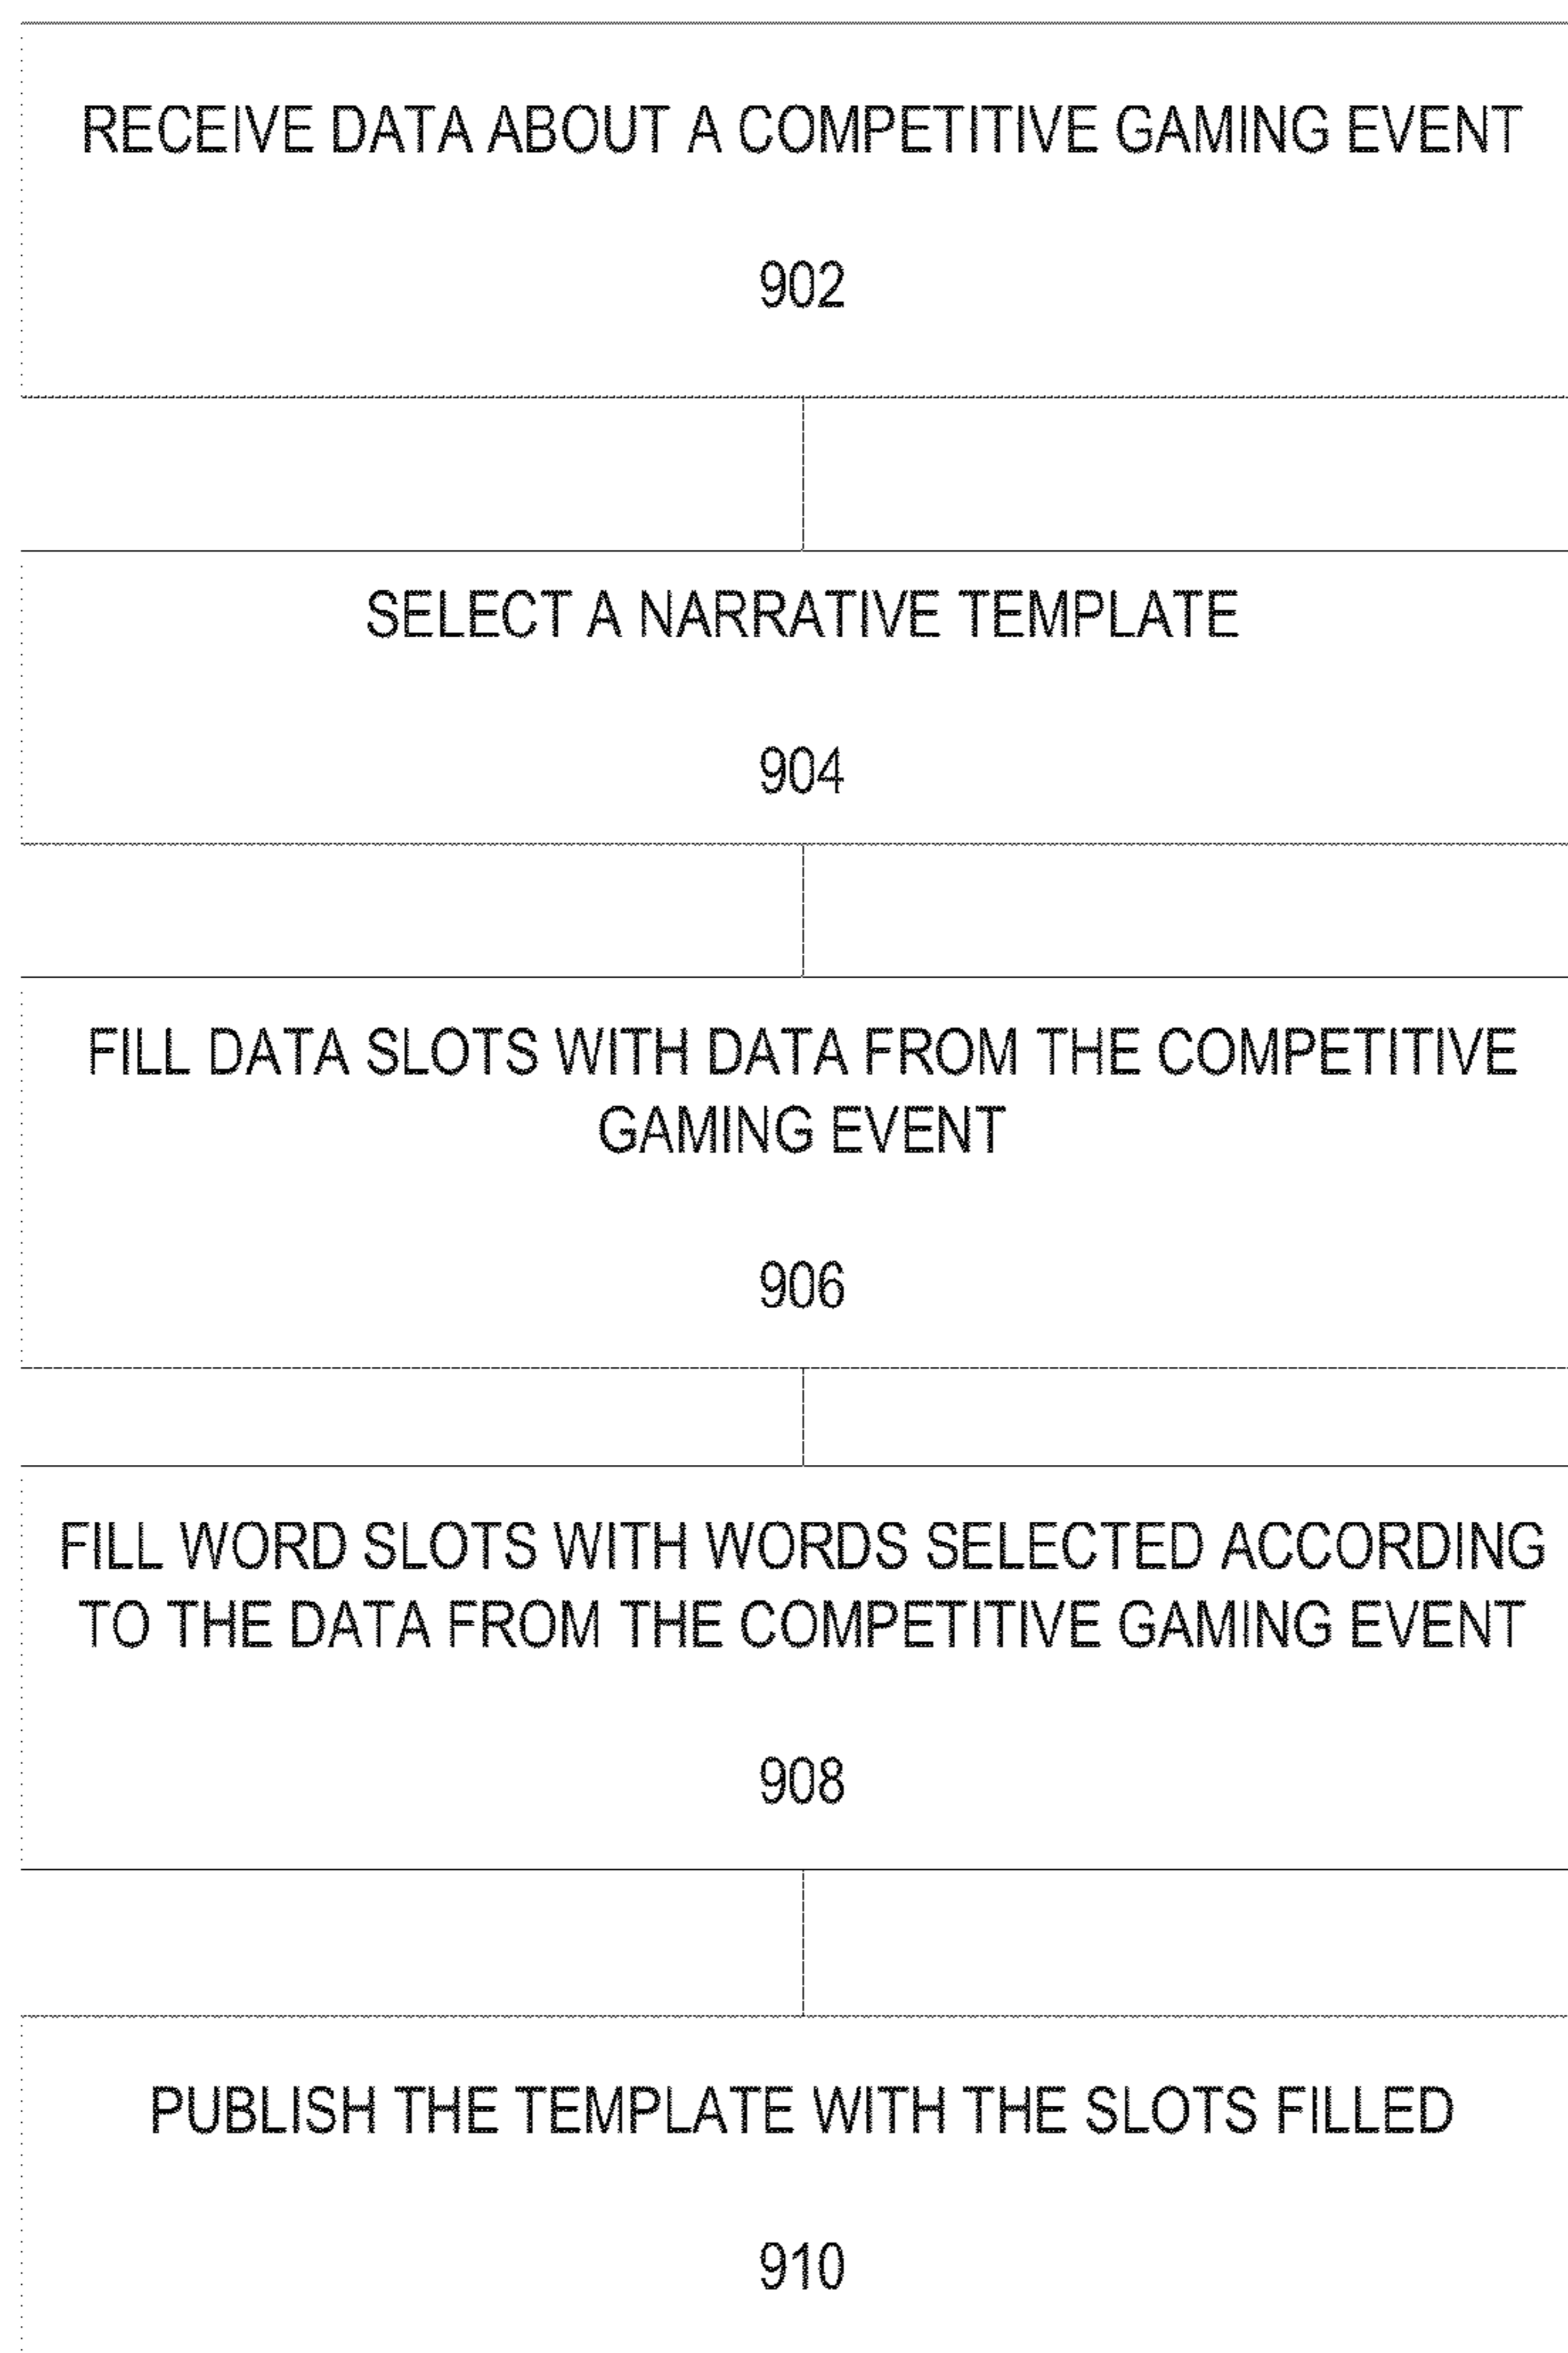 RECEIVE DATA ABOUT A COMPETITIVE GAMING EVENT
902
SELECT A NARRATIVE TEMPLATE
904
FILL DATA SLOTS WITH DATA FROM THE COMPETITIVE
GAMING EVENT
906
FILL WORD SLOTS WITH WORDS SELECTED ACCORDING
TO THE DATA FROM THE COMPETITIVE GAMING EVENT
908
PUBLISH THE TEMPLATE WITH THE SLOTS FILLED
910